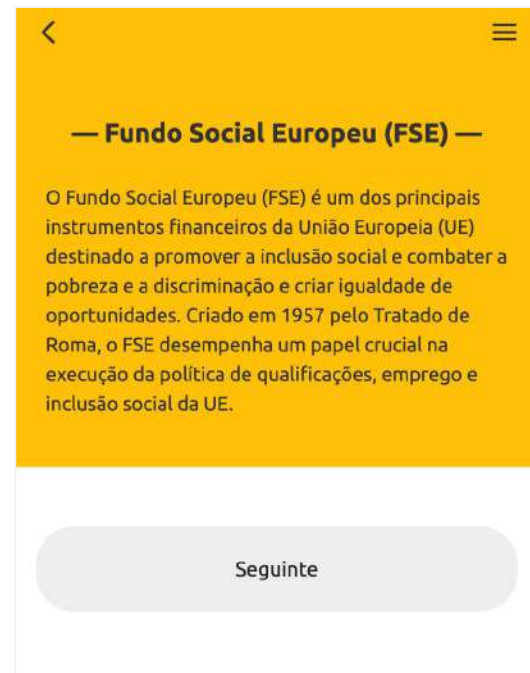 — Fundo Social Europeu (FSE) —
O Fundo Social Europeu (FSE) é um dos principais
instrumentos financeiros da União Europeia (UE)
destinado a promover a inclusão social e combater a
pobreza e a discriminação e criar igualdade de
oportunidades. Criado em 1957 pelo Tratado de
Roma, o FSE desempenha um papel crucial na
execução da política de qualificações, emprego e
inclusão social da UE.
Seguinte